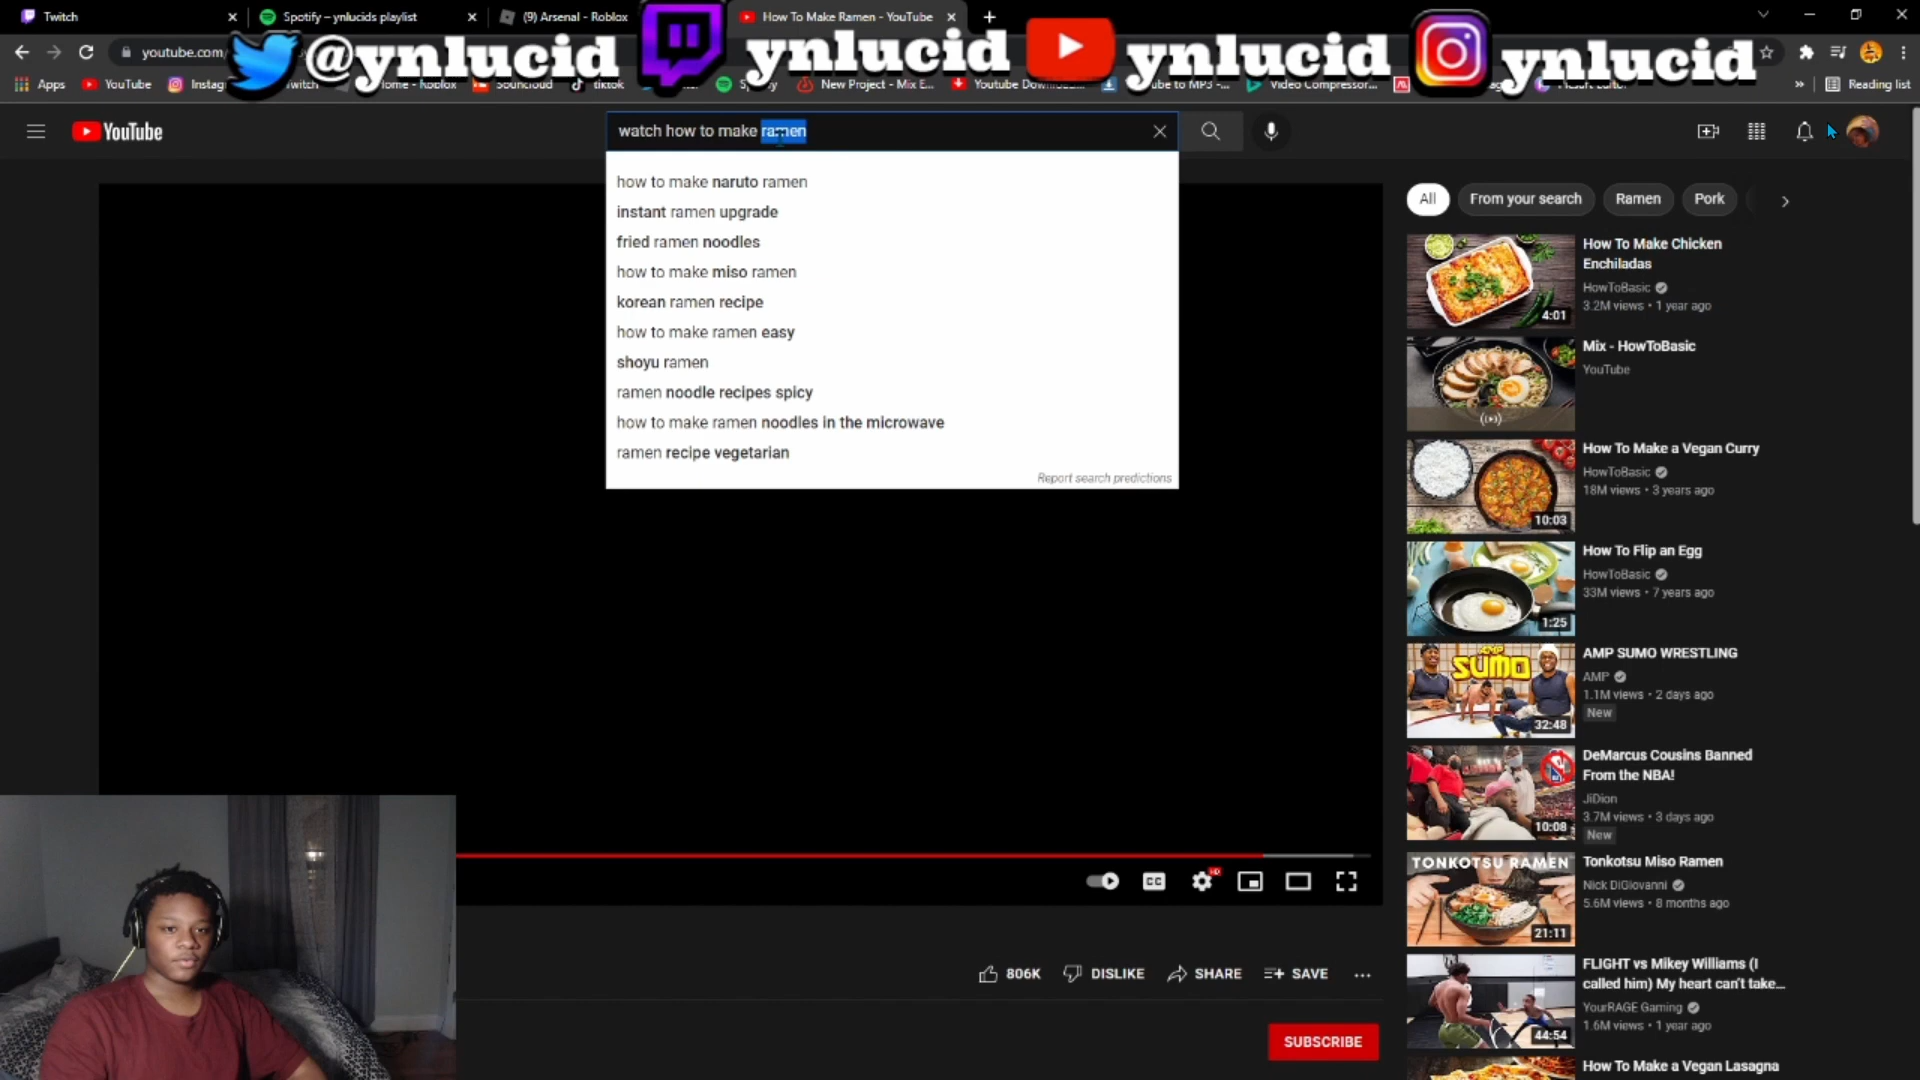 Twitch
Spotify – ynlucids playlist
(9) Arsenal - Roblox
How To Make Ramen - YouTube
youtube.com
@ynlucid
ynlucid
ynlucid
ynlucid
Apps
YouTube
Home - Roblox
Soundcloud
tiktok
New Project - Mix E...
Video Compressor...
Reading list
YouTube
watch how to make ramen
how to make naruto ramen
instant ramen upgrade
fried ramen noodles
how to make miso ramen
korean ramen recipe
how to make ramen easy
shoyu ramen
ramen noodle recipes spicy
how to make ramen noodles in the microwave
ramen recipe vegetarian
Report search predictions
All
From your search
Ramen
Pork
How To Make Chicken
Enchiladas
HowToBasic
3.2M views • 1 year ago
4:01
Mix - HowToBasic
YouTube
How To Make a Vegan Curry
HowToBasic
18M views • 3 years ago
10:03
How To Flip an Egg
HowToBasic
33M views • 7 years ago
1:25
AMP SUMO WRESTLING
AMP
1.1M views • 2 days ago
New
SUMO
32:48
DeMarcus Cousins Banned
From the NBA!
JiDion
3.7M views • 3 days ago
New
10:08
TONKOTSU RAMEN
Tonkotsu Miso Ramen
Nick DiGiovanni
5.6M views • 8 months ago
21:11
FLIGHT vs Mikey Williams (I
called him) My heart can't take...
YourRAGE Gaming
1.6M views • 1 year ago
44:54
How To Make a Vegan Lasagna
CC
HD
806K
DISLIKE
SHARE
SAVE
SUBSCRIBE